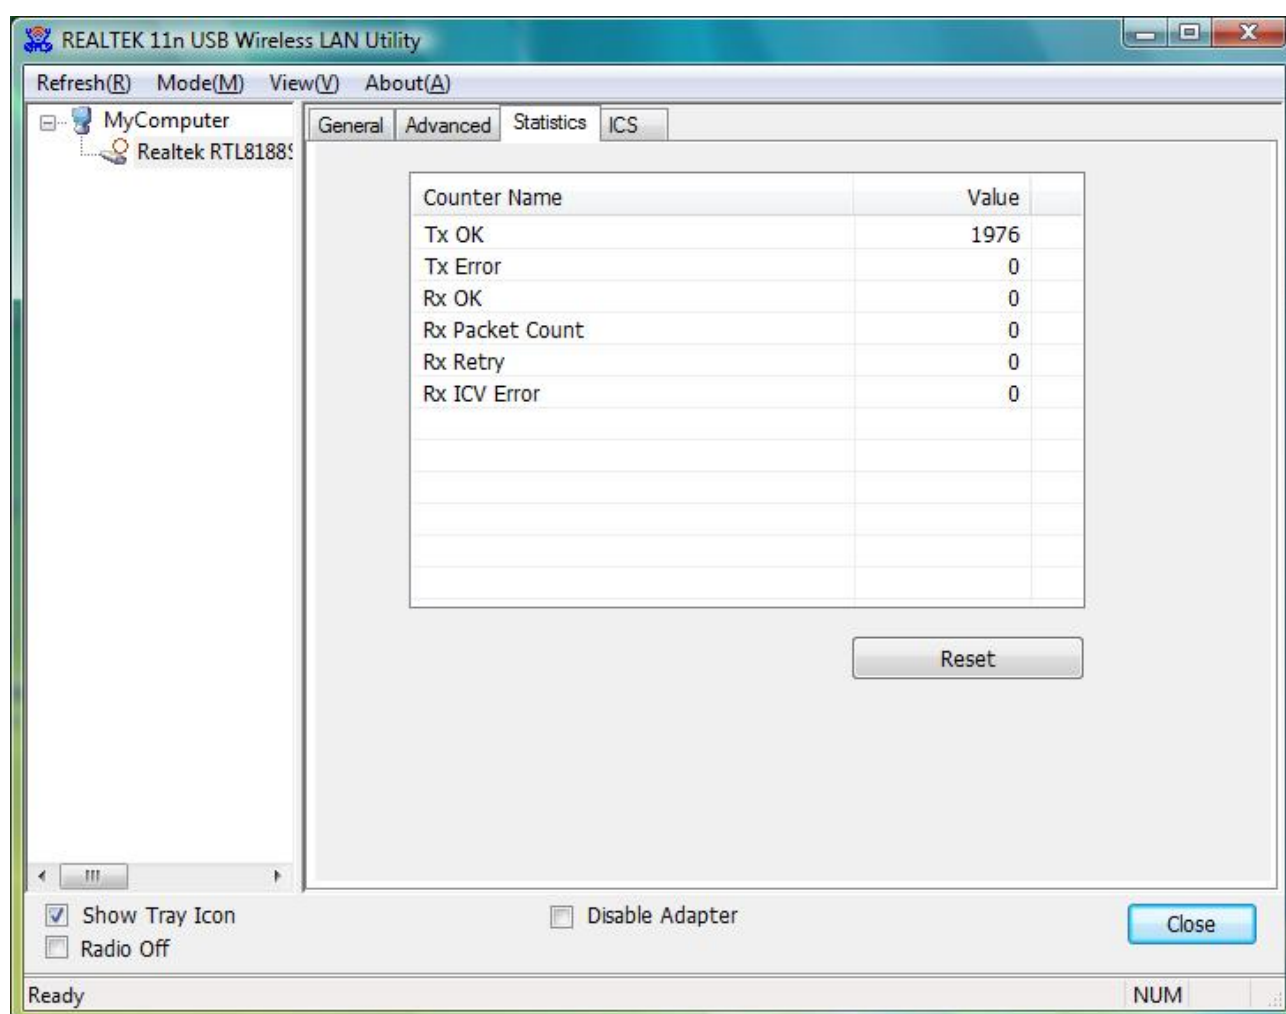 REALTEK 11n USB Wireless LAN Utility
Refresh(R) Mode(M) View(V) About(A)
MyComputer
Realtek RTL8188S
General Advanced Statistics ICS
Counter Name Value
Tx OK 1976
Tx Error 0
Rx OK 0
Rx Packet Count 0
Rx Retry 0
Rx ICV Error 0
Reset
Show Tray Icon
Radio Off
Disable Adapter
Close
Ready NUM